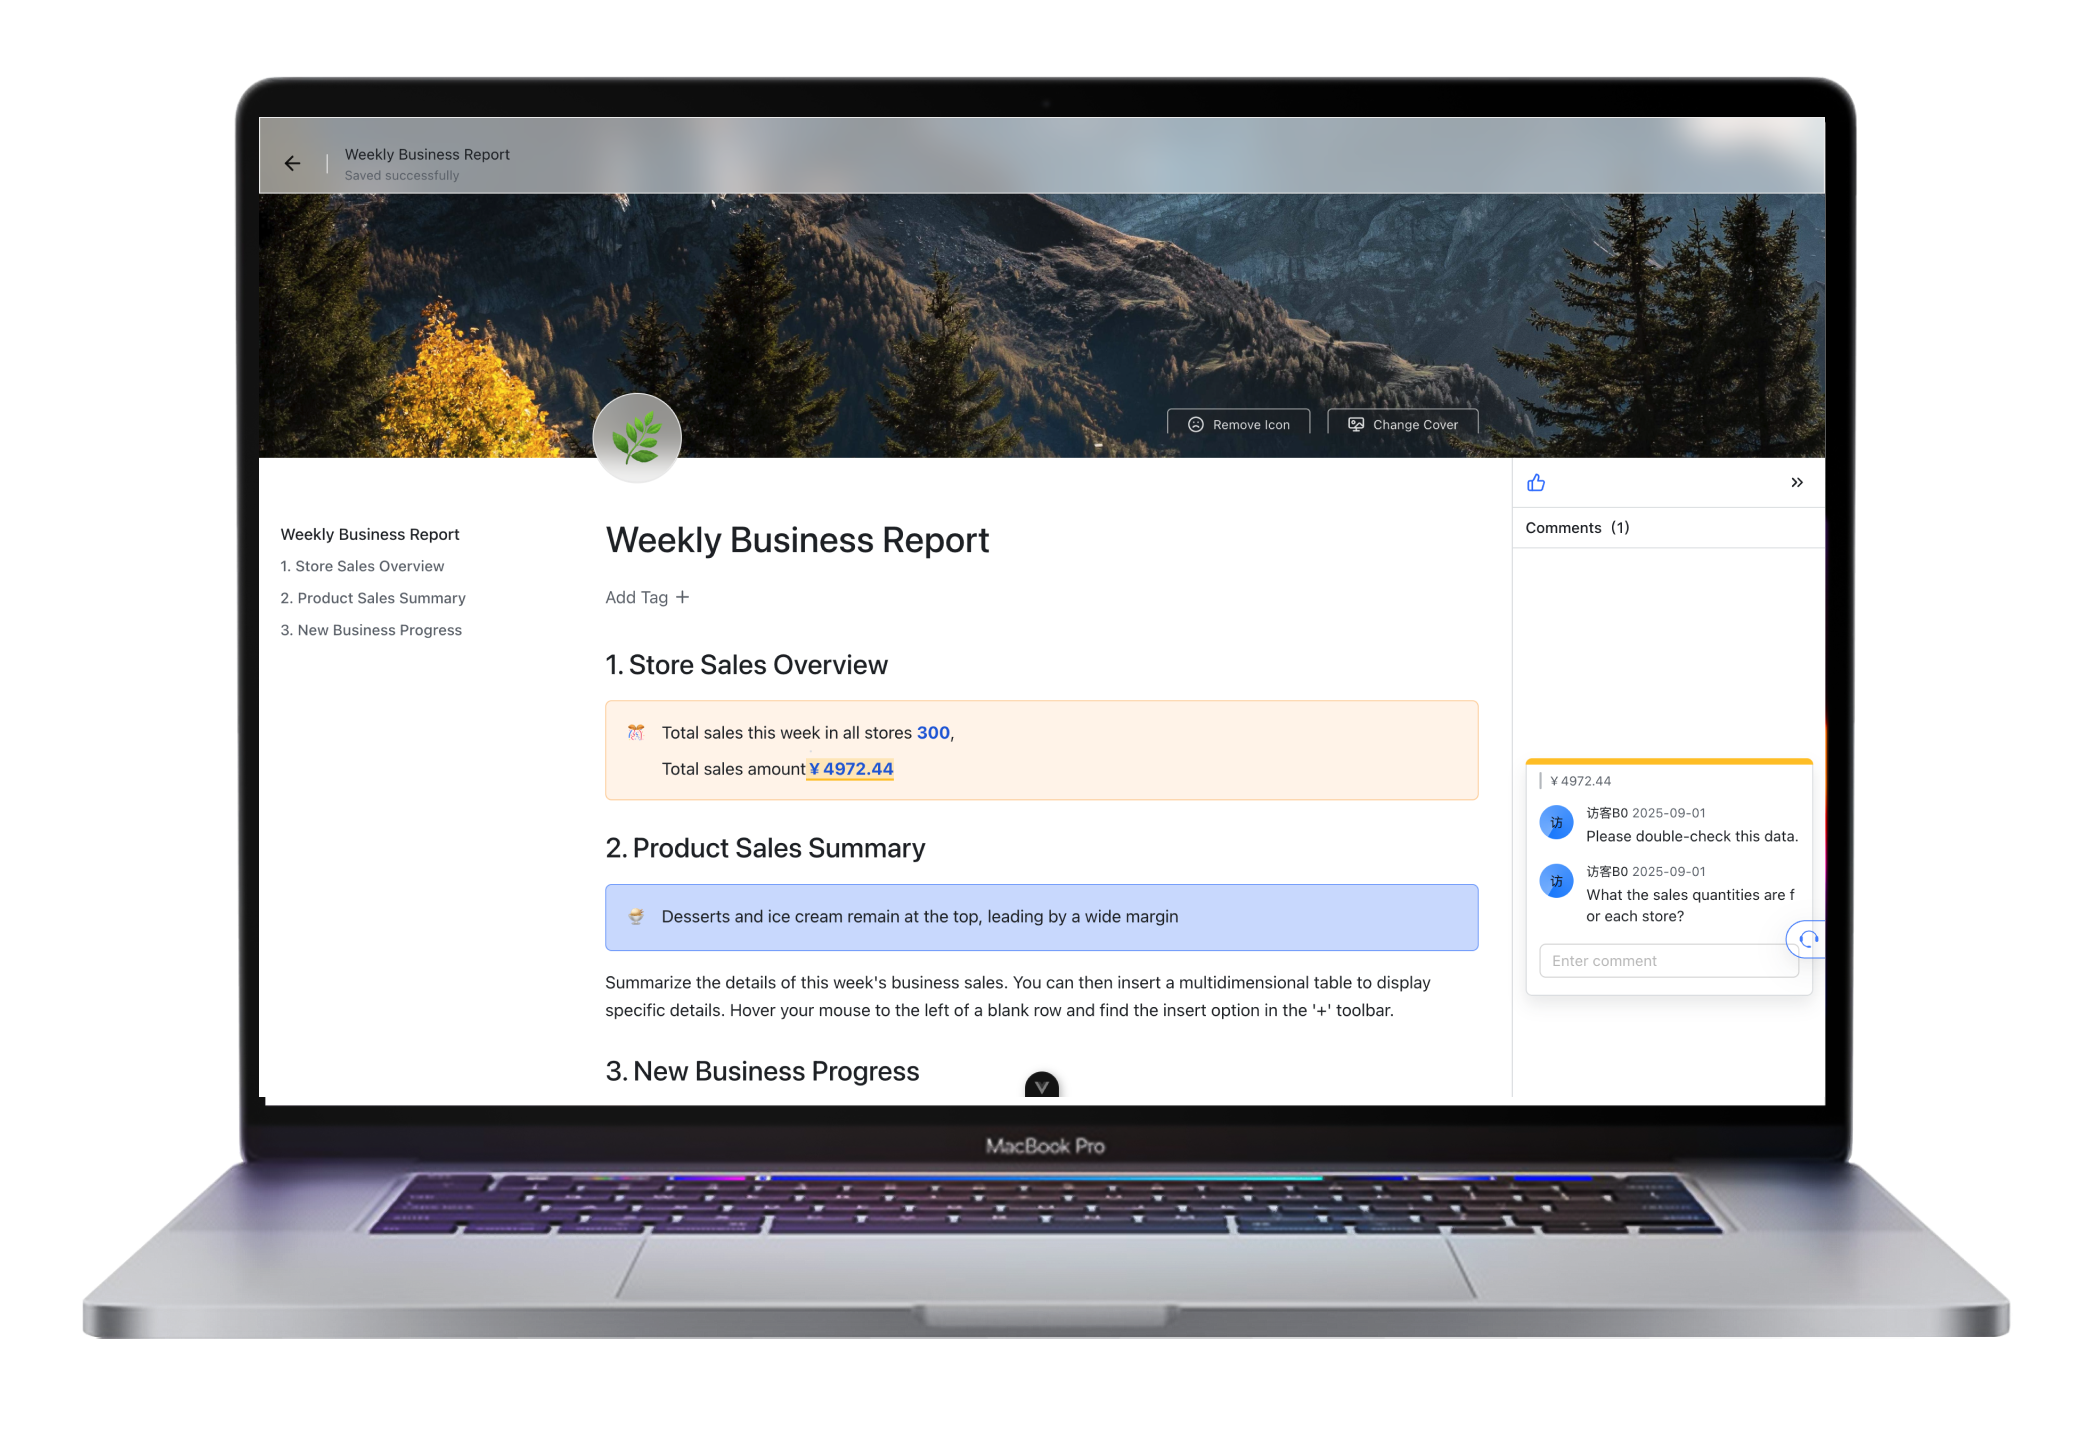 Weekly Business Report
Saved successfully
Remove Icon
Change Cover
Weekly Business Report
1. Store Sales Overview
2. Product Sales Summary
3. New Business Progress
Weekly Business Report
Add Tag +
1. Store Sales Overview
Total sales this week in all stores 300,
Total sales amount ¥ 4972.44
2. Product Sales Summary
Desserts and ice cream remain at the top, leading by a wide margin
Summarize the details of this week's business sales. You can then insert a multidimensional table to display
specific details. Hover your mouse to the left of a blank row and find the insert option in the '+' toolbar.
3. New Business Progress
Comments (1)
¥ 4972.44
访
访客B0 2025-09-01
Please double-check this data.
访
访客B0 2025-09-01
What the sales quantities are f
or each store?
Enter comment
MacBook Pro